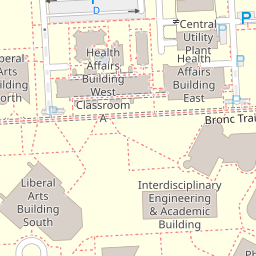 P
D
Central
Utility
Plant
P
Health
Affairs
Building
West
Classroom
A
Health
Affairs
Building
East
Liberal
Arts
Building
North
Bronc Trai
Liberal
Arts
Building
South
Interdisciplinary
Engineering
& Academic
Building
Ph